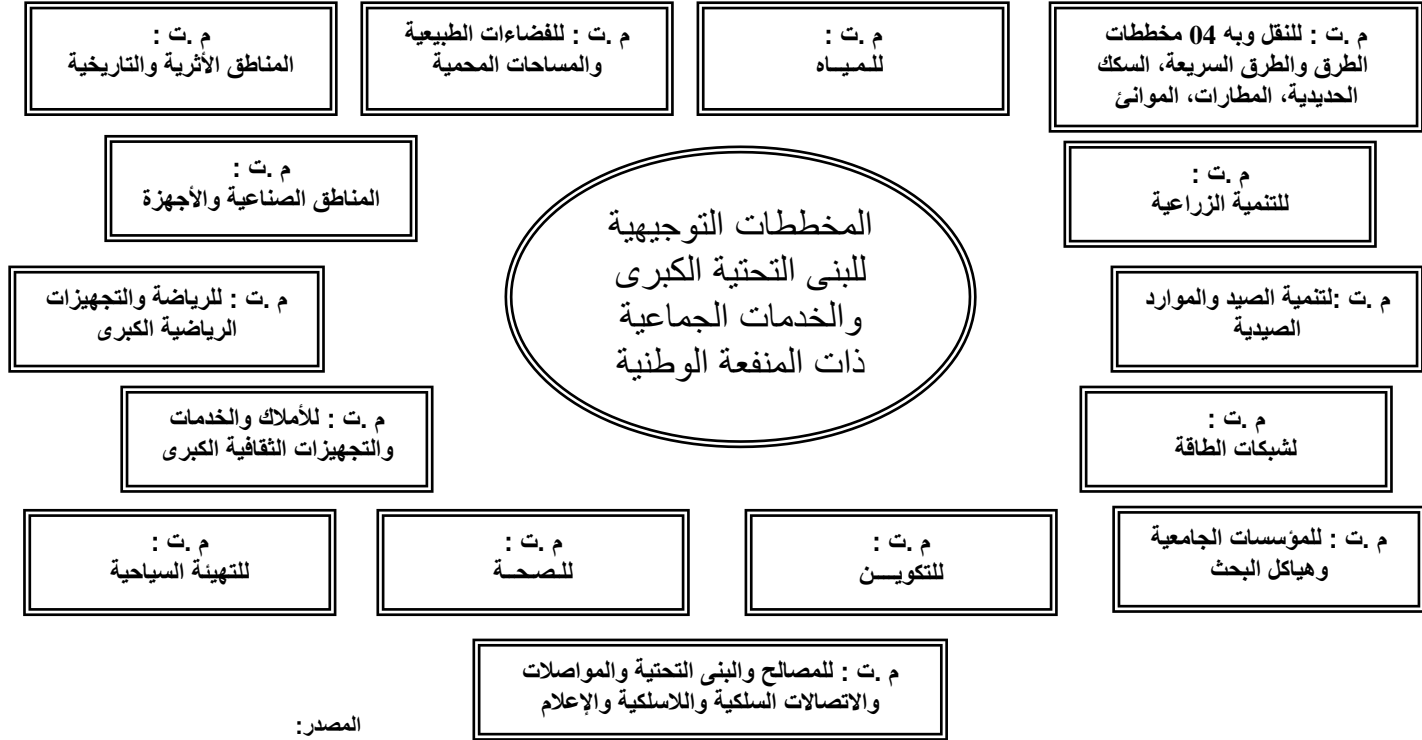 م .ت : للنقل وبه 04 مخططات
الطرق والطرق السريعة، السكك
الحديدية، المطارات، الموانئ
م .ت :
للـميــاه
م .ت : للفضاءات الطبيعية
والمساحات المحمية
م .ت :
المناطق الأثرية والتاريخية
م .ت :
للتنمية الزراعية
م .ت :
المناطق الصناعية والأجهزة
المخططات التوجيهية
للبنى التحتية الكبرى
والخدمات الجماعية
ذات المنفعة الوطنية
م .ت :لتنمية الصيد والموارد
الصيدية
م .ت : للرياضة والتجهيزات
الرياضية الكبرى
م .ت :
لشبكات الطاقة
م .ت : للأملاك والخدمات
والتجهيزات الثقافية الكبرى
م .ت : للمؤسسات الجامعية
وهياكل البحث
م .ت :
للتكويـــن
م .ت :
للـصـحــة
م .ت :
للتهيئة السياحية
م .ت : للمصالح والبنى التحتية والمواصلات
والاتصالات السلكية واللاسلكية والإعلام
المصدر: